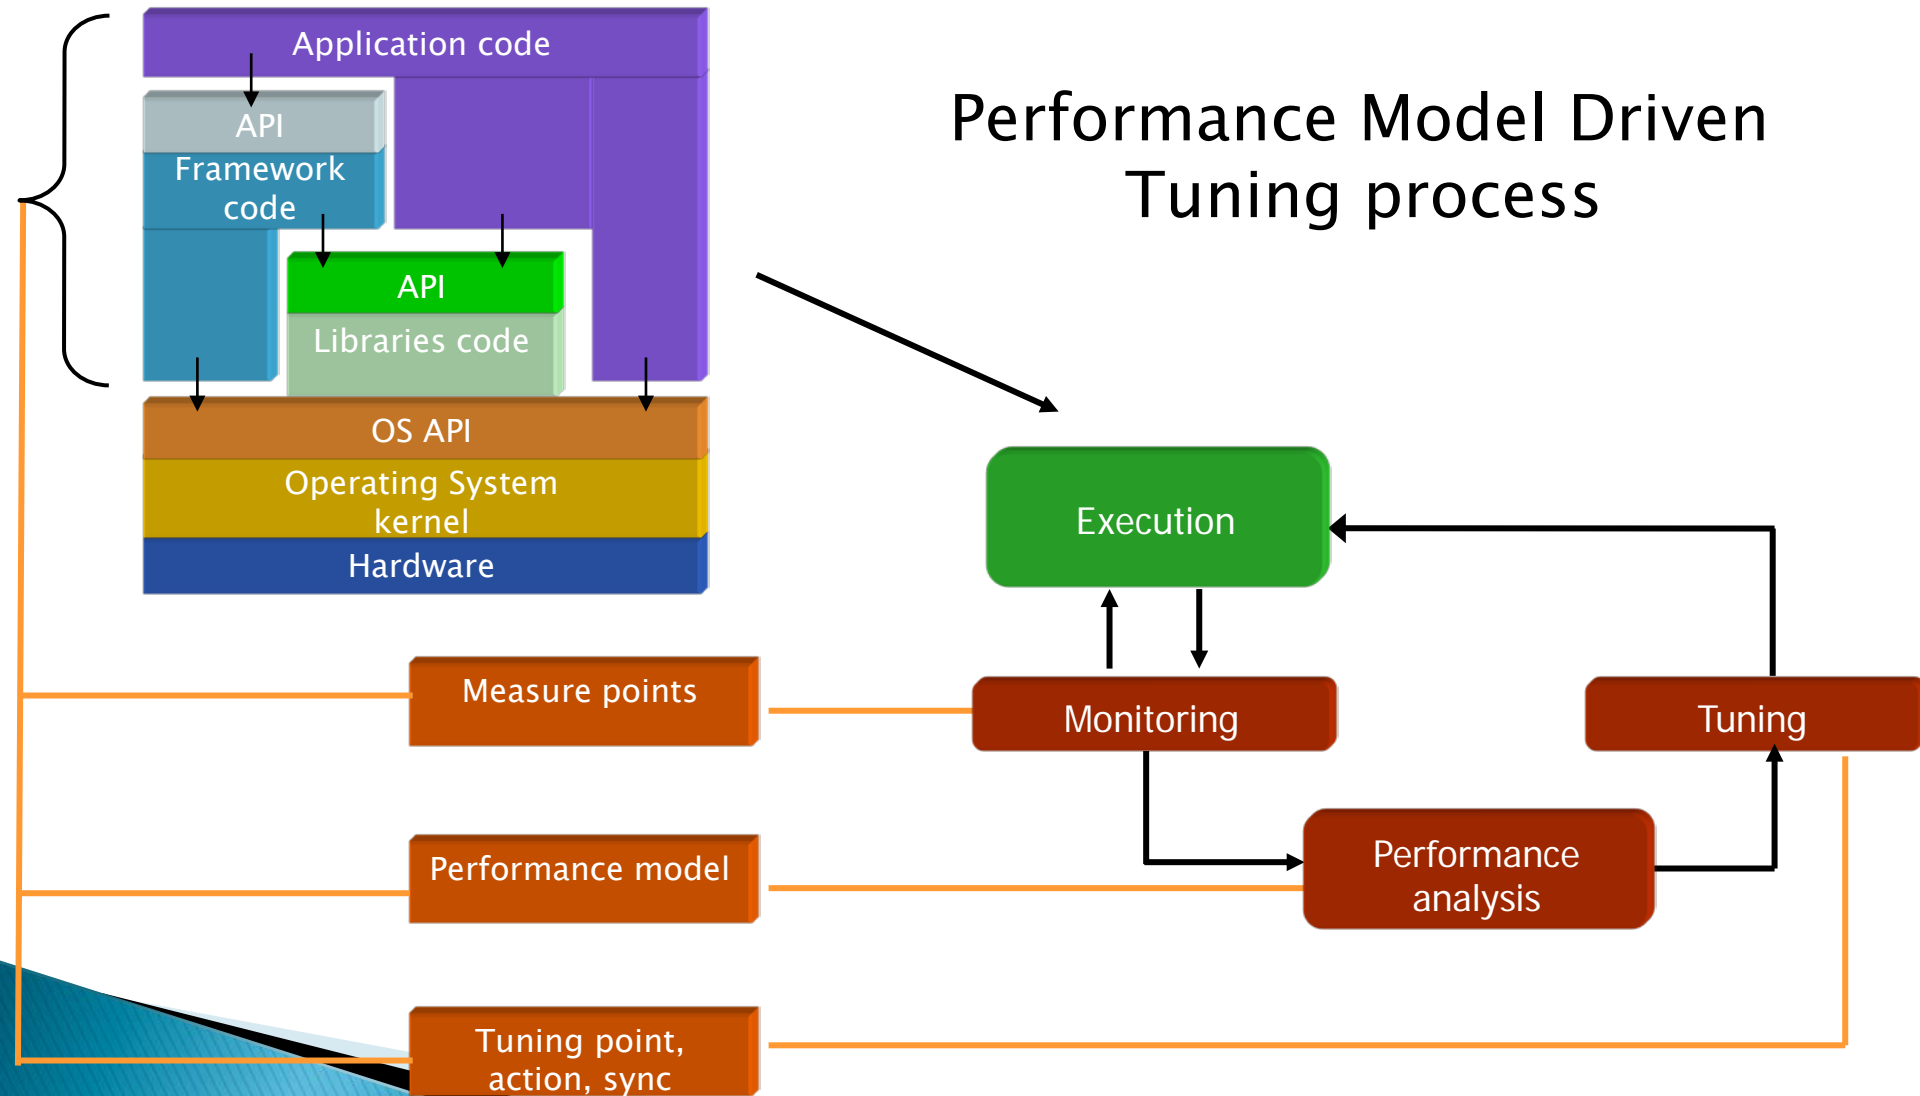 Application code
Performance Model Driven
Tuning process
API
Framework
code
API
Libraries code
OS API
Operating System
kernel
Hardware
Execution
Measure points
Monitoring
Tuning
Performance model
Performance
analysis
Tuning point,
action, sync